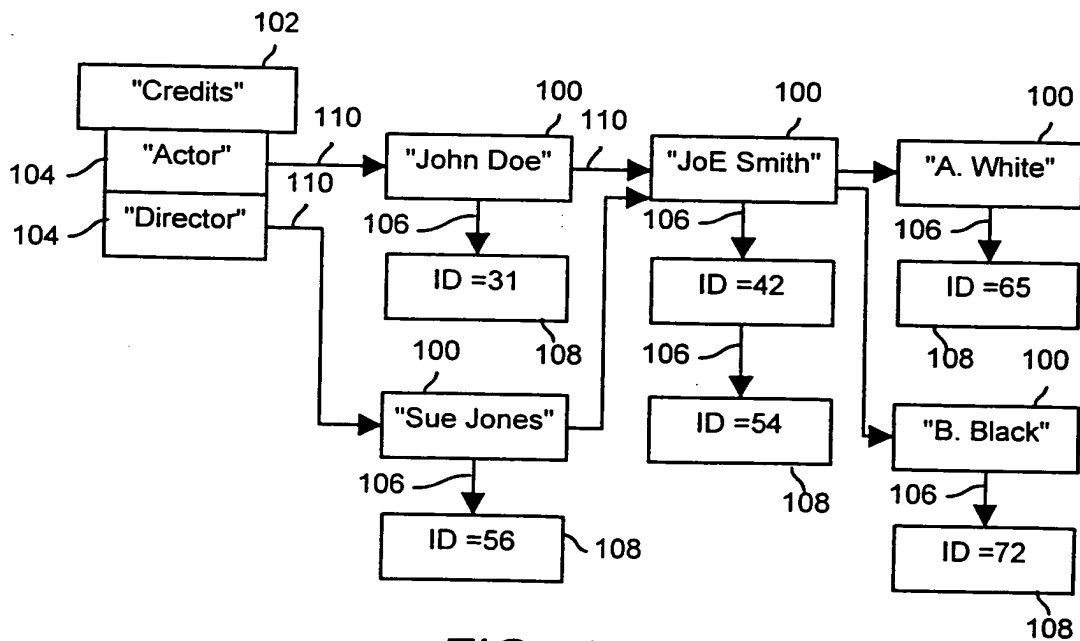 102
"Credits"
100
100
100
110
110
"Actor"
"John Doe"
"JoE Smith"
"A. White"
104
110
"Director"
106
106
106
104
ID =31
ID =42
ID =65
108
106
108
100
100
"Sue Jones"
ID =54
"B. Black"
106
108
106
ID =56
108
ID =72
108